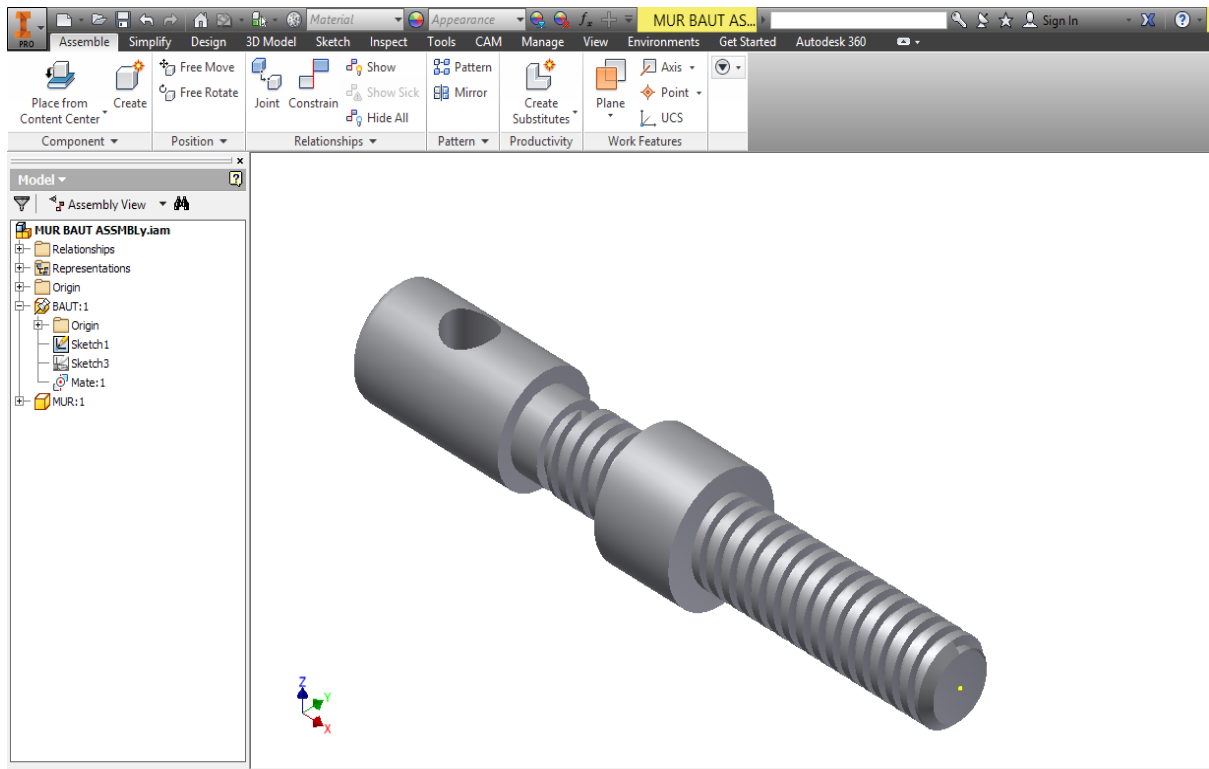 Material Appearance MUR BAUT AS... Sign In
PRO Assemble Simplify Design 3D Model Sketch Inspect Tools CAM Manage View Environments Get Started Autodesk 360
Free Move Show Pattern Axis
Free Rotate Show Sick Mirror Point
Place from Content Center Create Joint Constrain Hide All Create Substitutes Plane UCS
Component Position Relationships Pattern Productivity Work Features
Model
Assembly View
MUR BAUT ASSMBLy.iam
Relationships
Representations
Origin
BAUT:1
Origin
Sketch1
Sketch3
Mate:1
MUR:1
Z
Y
X